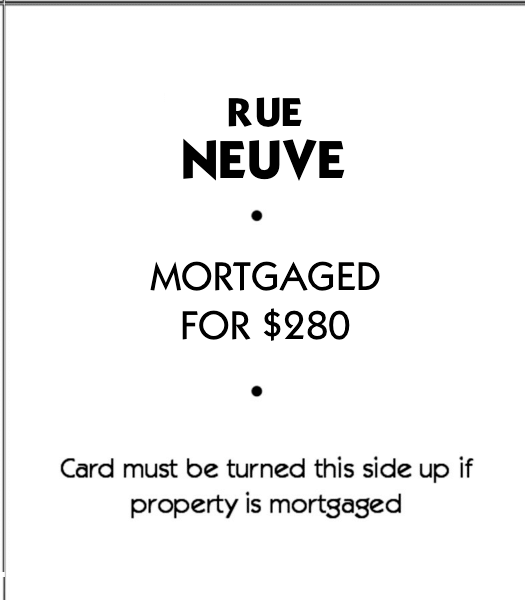 RUE
NEUVE
•
MORTGAGED
FOR $280
•
Card must be turned this side up if
property is mortgaged